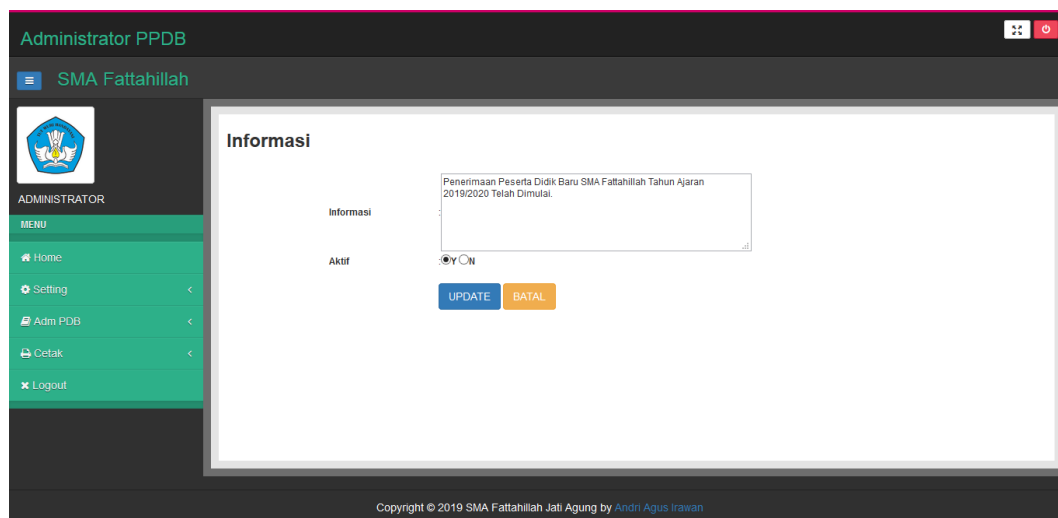 Administrator PPDB
SMA Fattahillah
ADMINISTRATOR
MENU
Home
Setting
Adm PDB
Cetak
Logout
Informasi
Informasi :
Penerimaan Peserta Didik Baru SMA Fattahillah Tahun Ajaran
2019/2020 Telah Dimulai.
Aktif : Y N
UPDATE BATAL
Copyright © 2019 SMA Fattahillah Jati Agung by Andri Agus Irawan